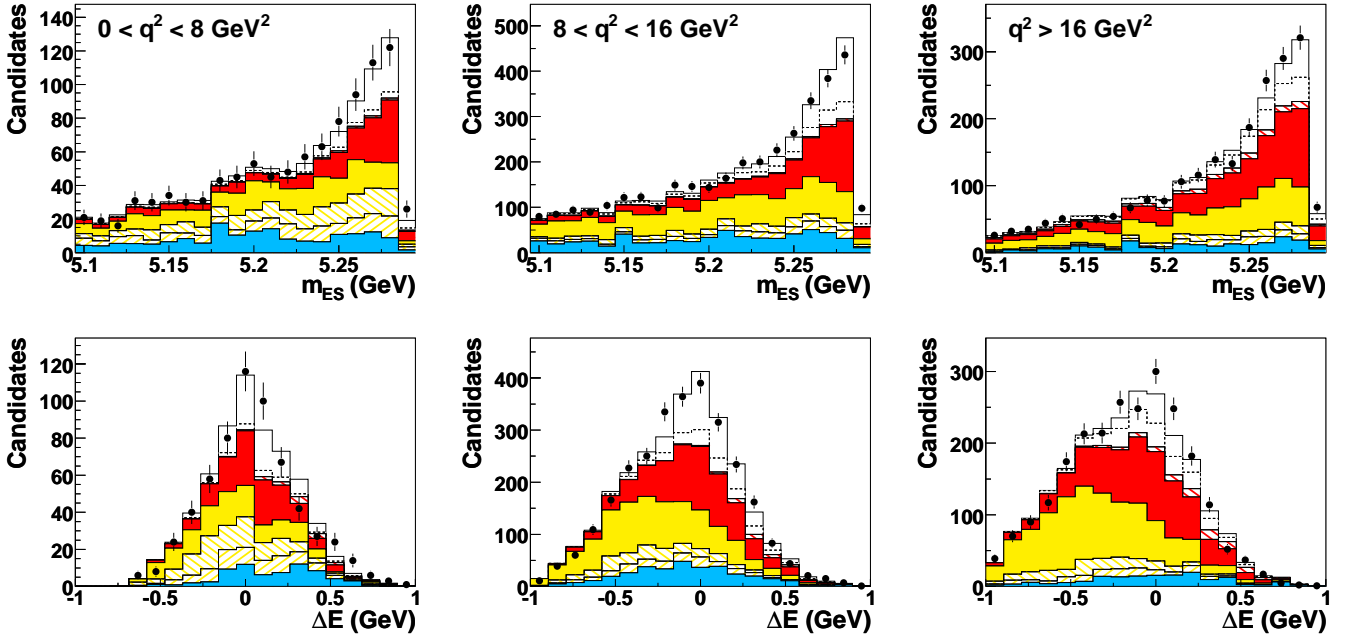 0 < q² < 8 GeV²
Candidates
140
120
100
80
60
40
20
0
5.1 5.15 5.2 5.25
m_ES (GeV)
8 < q² < 16 GeV²
Candidates
500
400
300
200
100
0
5.1 5.15 5.2 5.25
m_ES (GeV)
q² > 16 GeV²
Candidates
300
200
100
0
5.1 5.15 5.2 5.25
m_ES (GeV)
Candidates
120
100
80
60
40
20
0
-1 -0.5 0 0.5 1
ΔE (GeV)
Candidates
400
300
200
100
0
-1 -0.5 0 0.5 1
ΔE (GeV)
Candidates
300
200
100
0
-1 -0.5 0 0.5 1
ΔE (GeV)